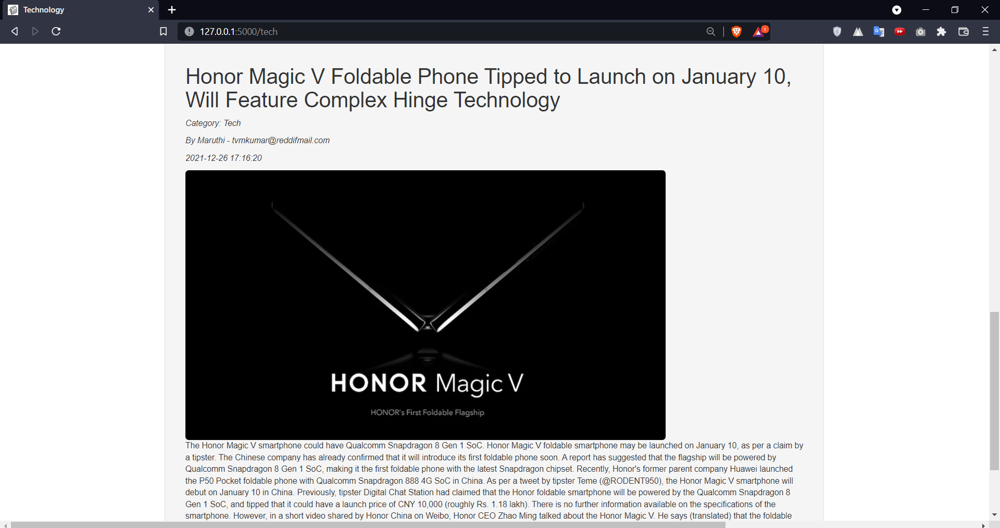 Technology
127.0.0.1:5000/tech
1
Honor Magic V Foldable Phone Tipped to Launch on January 10,
Will Feature Complex Hinge Technology
Category: Tech
By Maruthi - tvmkumar@reddifmail.com
2021-12-26 17:16:20
HONOR Magic V
HONOR's First Foldable Flagship
The Honor Magic V smartphone could have Qualcomm Snapdragon 8 Gen 1 SoC. Honor Magic V foldable smartphone may be launched on January 10, as per a claim by
a tipster. The Chinese company has already confirmed that it will introduce its first foldable phone soon. A report has suggested that the flagship will be powered by
Qualcomm Snapdragon 8 Gen 1 SoC, making it the first foldable phone with the latest Snapdragon chipset. Recently, Honor's former parent company Huawei launched
the P50 Pocket foldable phone with Qualcomm Snapdragon 888 4G SoC in China. As per a tweet by tipster Teme (@RODENT950), the Honor Magic V smartphone will
debut on January 10 in China. Previously, tipster Digital Chat Station had claimed that the Honor foldable smartphone will be powered by the Qualcomm Snapdragon 8
Gen 1 SoC, and tipped that it could have a launch price of CNY 10,000 (roughly Rs. 1.18 lakh). There is no further information available on the specifications of the
smartphone. However, in a short video shared by Honor China on Weibo, Honor CEO Zhao Ming talked about the Honor Magic V. He says (translated) that the foldable